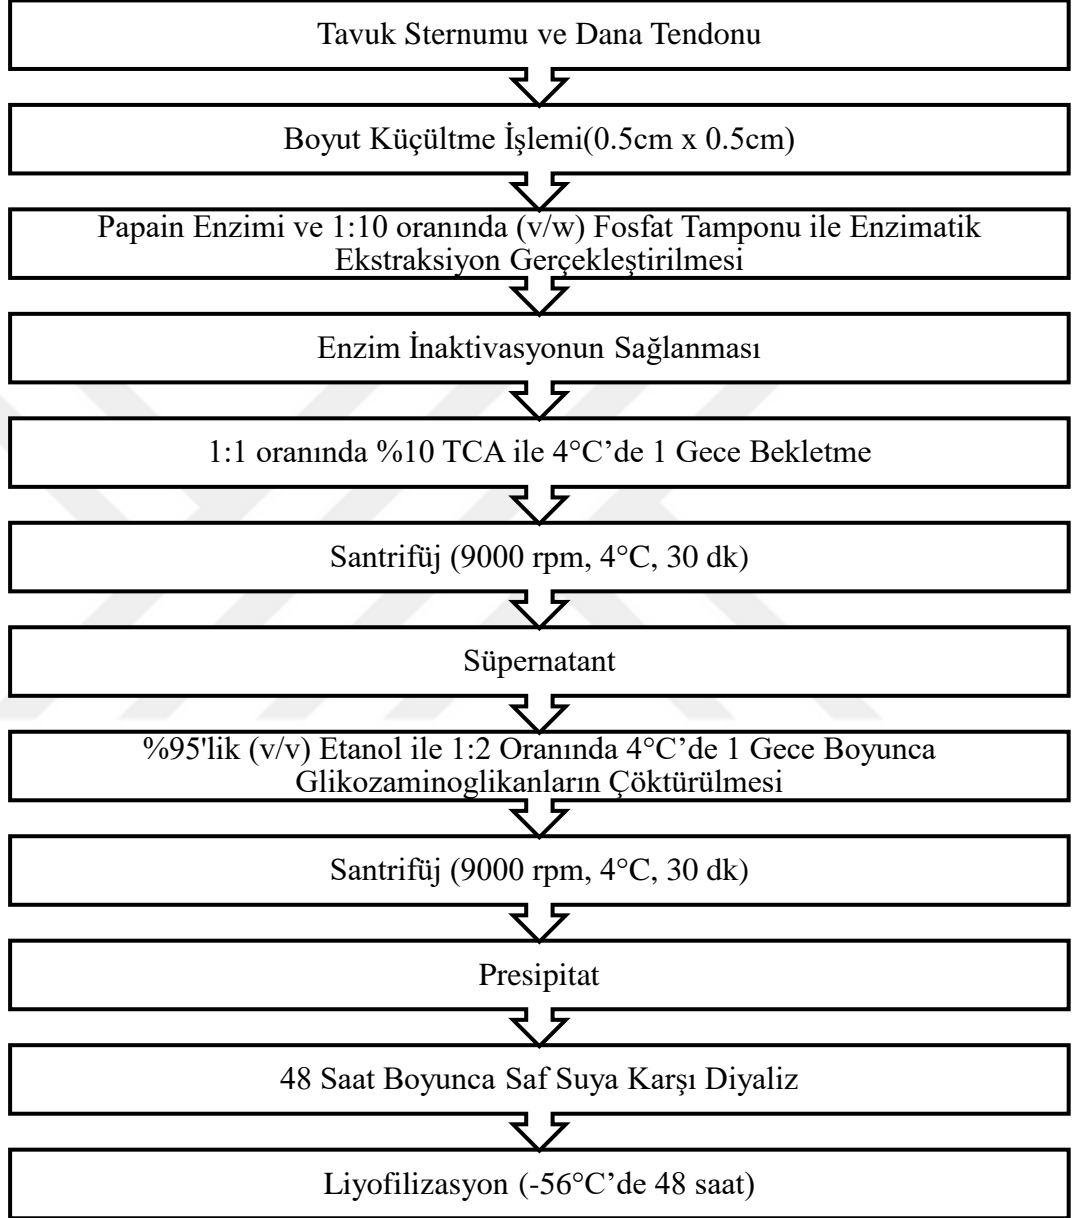 Tavuk Sternumu ve Dana Tendonu
Boyut Küçültme İşlemi(0.5cm x 0.5cm)
Papain Enzimi ve 1:10 oranında (v/w) Fosfat Tamponu ile Enzimatik
Ekstraksiyon Gerçekleştirilmesi
Enzim İnaktivasyonun Sağlanması
1:1 oranında %10 TCA ile 4°C’de 1 Gece Bekletme
Santrifüj (9000 rpm, 4°C, 30 dk)
Süpernatant
%95'lik (v/v) Etanol ile 1:2 Oranında 4°C’de 1 Gece Boyunca
Glikozaminoglikanların Çöktürülmesi
Santrifüj (9000 rpm, 4°C, 30 dk)
Presipitat
48 Saat Boyunca Saf Suya Karşı Diyaliz
Liyofilizasyon (-56°C’de 48 saat)